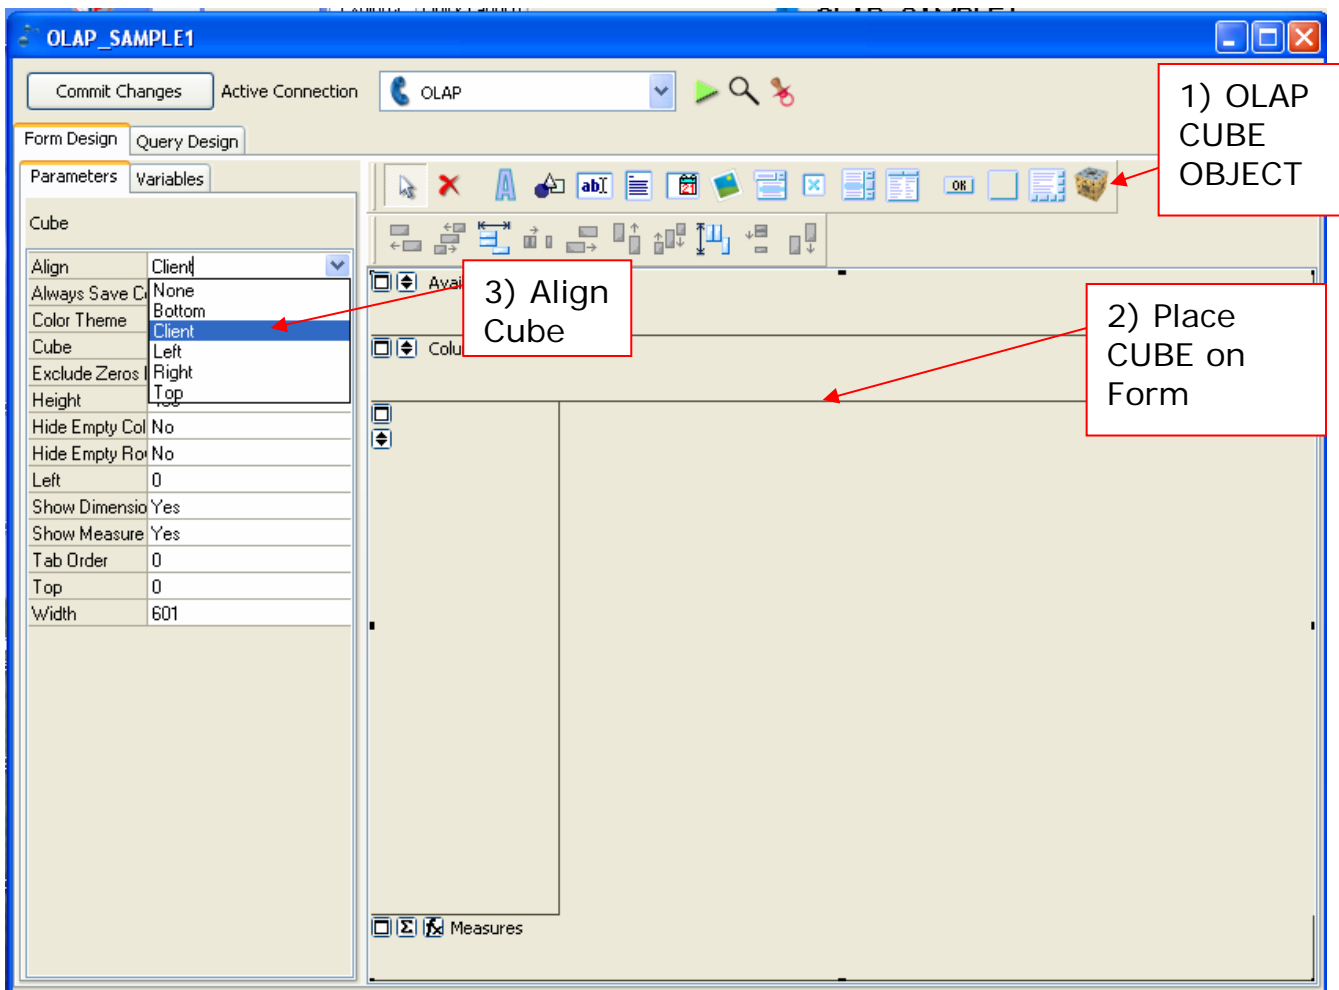 OLAP_SAMPLE1
Commit Changes
Active Connection
OLAP
1) OLAP
CUBE
OBJECT
Form Design
Query Design
Parameters
Variables
abI
21
OK
Cube
Align
Client
None
Bottom
Client
Left
Right
Top
Always Save
Color Theme
Cube
Exclude Zeros
Height
Hide Empty Col
No
Hide Empty
No
Left
0
Show Dimensio
Yes
Show Measure
Yes
Tab Order
0
Top
0
Width
601
3) Align
Cube
2) Place
CUBE on
Form
Σ
fx
Measures